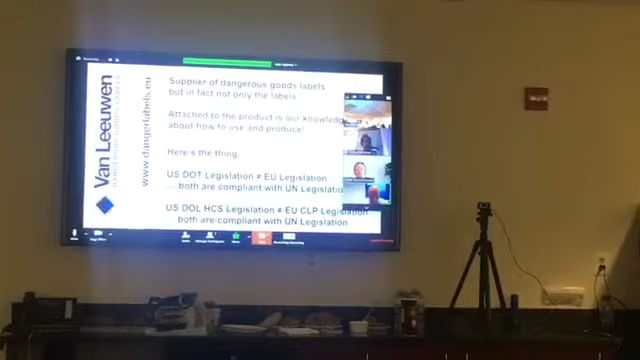 Van Leeuwen
DANGEROUS GOODS LABELS
www.dangerlabels.eu
Supplier of dangerous goods labels
but in fact not only the labels
Attached to the product is our knowledg
about how to use and produce!
Here's the thing.
US DOT Legislation ≠ EU Legislation
... both are compliant with UN Legislatio
US DOL HCS Legislation ≠ EU CLP Legislation
both are compliant with UN Legislation